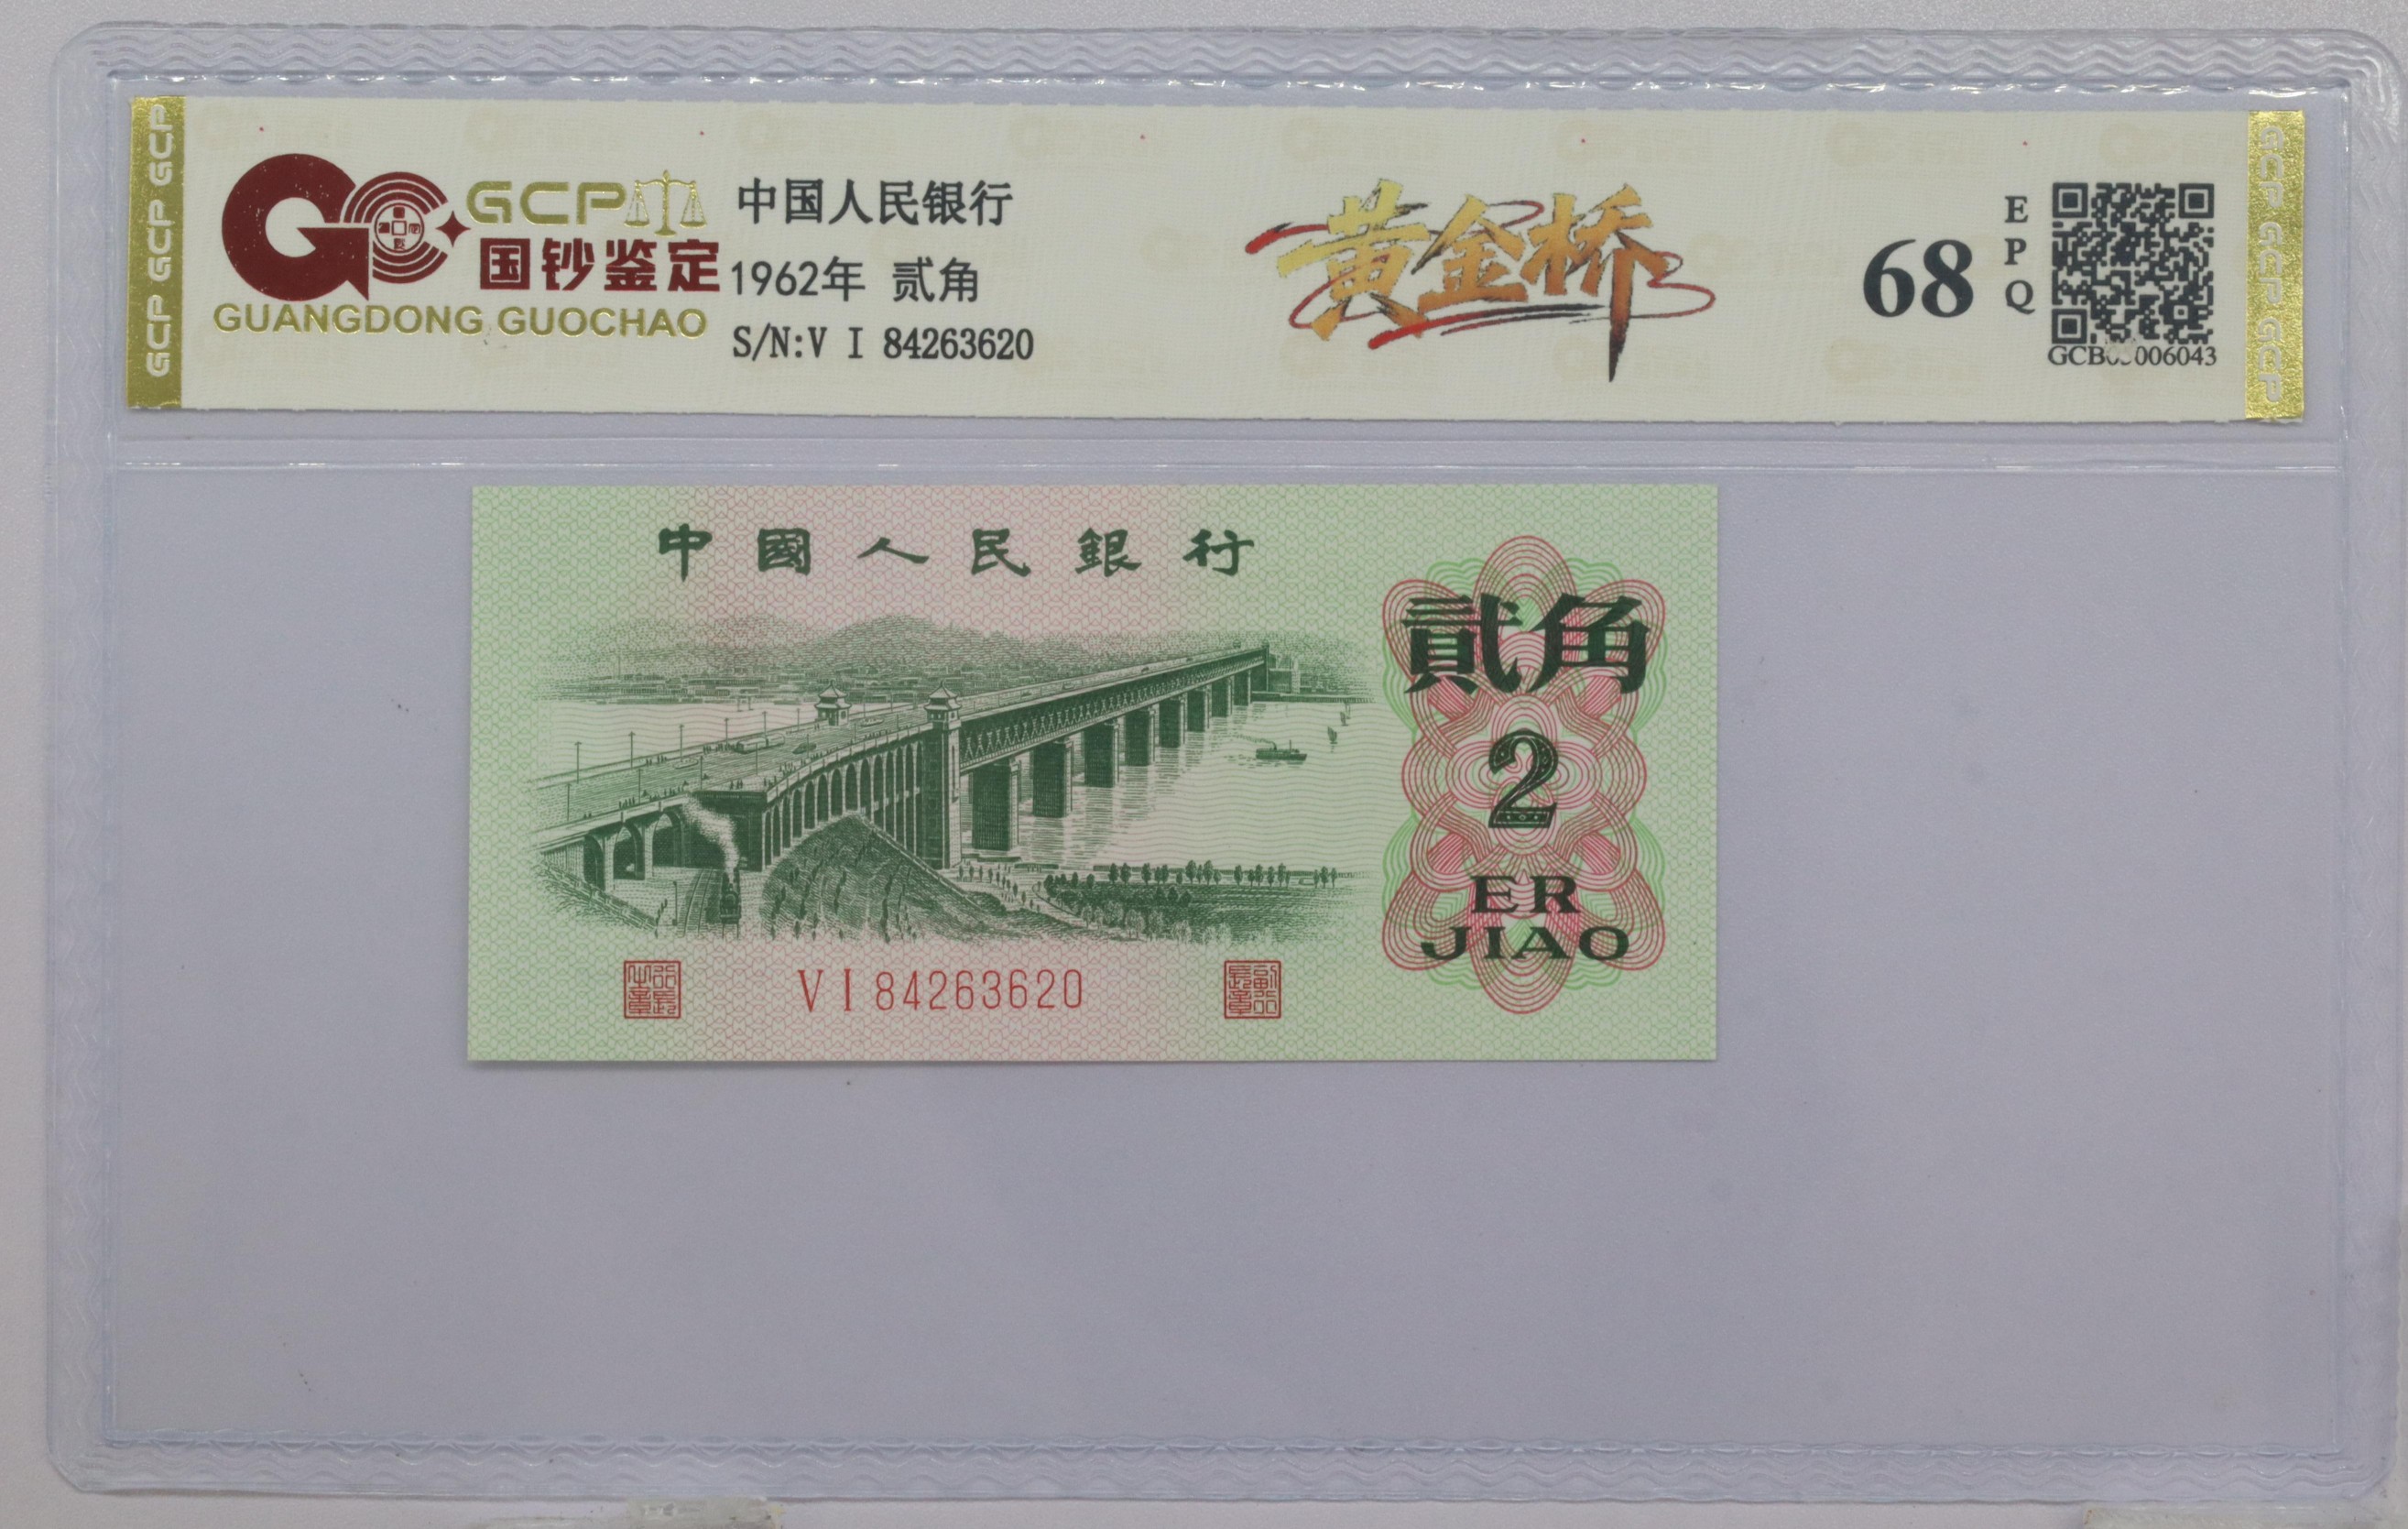 GCP GCP GCP
GCP
国钞鉴定
GUANGDONG GUOCHAO
中国人民银行
1962年 贰角
S/N:V I 84263620
黄金桥
68
EPQ
GCP GCP GCP
中國人民銀行
貳角
2
ER
JIAO
VI 84263620